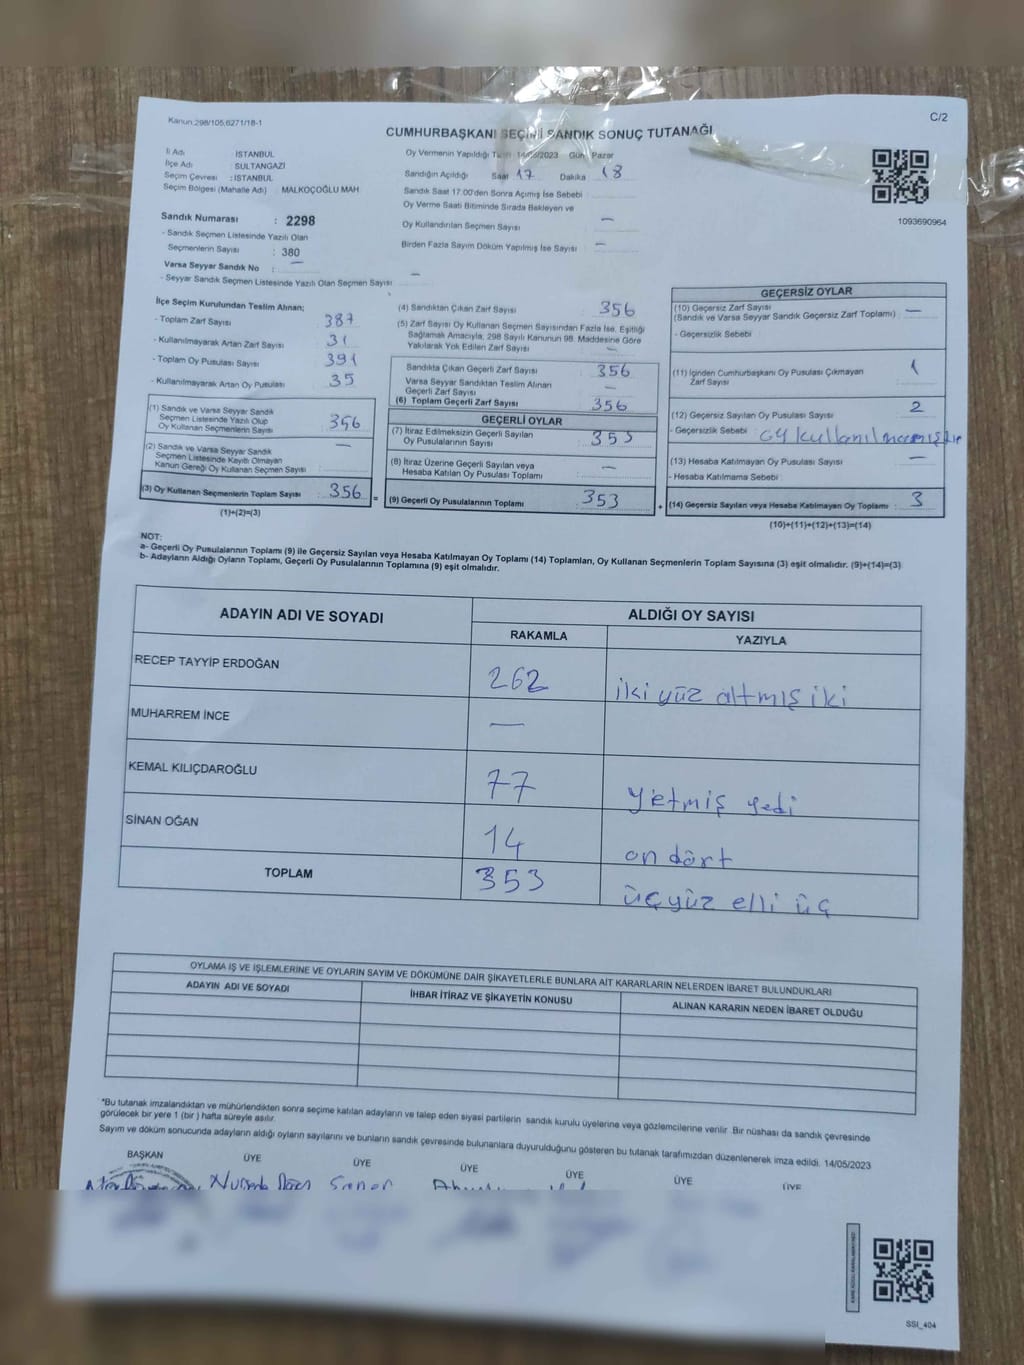 Kanun:298/105,6271/18-1
C/2
CUMHURBAŞKANI SEÇİMİ SANDIK SONUÇ TUTANAĞI
İl Adı : İSTANBUL
İlçe Adı : SULTANGAZİ
Seçim Çevresi : İSTANBUL
Seçim Bölgesi (Mahalle Adı) : MALKOÇOĞLU MAH
Sandık Numarası : 2298
- Sandık Seçmen Listesinde Yazılı Olan
Seçmenlerin Sayısı : 380
Varsa Seyyar Sandık No : —
- Seyyar Sandık Seçmen Listesinde Yazılı Olan Seçmen Sayısı —
Oy Vermenin Yapıldığı Tarih 14/05/2023 Gün Pazar
Sandığın Açıldığı Saat 17 Dakika 18
Sandık Saat 17:00'den Sonra Açılmış İse Sebebi
Oy Verme Saati Bitiminde Sırada Bekleyen ve
Oy Kullandırılan Seçmen Sayısı —
Birden Fazla Sayım Döküm Yapılmış İse Sayısı —
1093690964
İlçe Seçim Kurulundan Teslim Alınan;
- Toplam Zarf Sayısı 387
- Kullanılmayarak Artan Zarf Sayısı 31
- Toplam Oy Pusulası Sayısı 391
- Kullanılmayarak Artan Oy Pusulası 35
(1) Sandık ve Varsa Seyyar Sandık
Seçmen Listesinde Yazılı Olup
Oy Kullanan Seçmenlerin Sayısı 356
(2) Sandık ve Varsa Seyyar Sandık
Seçmen Listesinde Kayıtlı Olmayan
Kanun Gereği Oy Kullanan Seçmen Sayısı —
(3) Oy Kullanan Seçmenlerin Toplam Sayısı 356 =
(1)+(2)=(3)
(4) Sandıktan Çıkan Zarf Sayısı 356
(5) Zarf Sayısı Oy Kullanan Seçmen Sayısından Fazla İse, Eşitliği
Sağlamak Amacıyla, 298 Sayılı Kanunun 98. Maddesine Göre
Yakılarak Yok Edilen Zarf Sayısı —
Sandıkta Çıkan Geçerli Zarf Sayısı 356
Varsa Seyyar Sandıktan Teslim Alınan
Geçerli Zarf Sayısı —
(6) Toplam Geçerli Zarf Sayısı 356
GEÇERLİ OYLAR
(7) İtiraz Edilmeksizin Geçerli Sayılan
Oy Pusulalarının Sayısı 353
(8) İtiraz Üzerine Geçerli Sayılan veya
Hesaba Katılan Oy Pusulası Toplamı —
(9) Geçerli Oy Pusulalarının Toplamı 353 +
GEÇERSİZ OYLAR
(10) Geçersiz Zarf Sayısı
(Sandık ve Varsa Seyyar Sandık Geçersiz Zarf Toplamı) —
- Geçersizlik Sebebi
(11) İçinden Cumhurbaşkanı Oy Pusulası Çıkmayan
Zarf Sayısı 1
(12) Geçersiz Sayılan Oy Pusulası Sayısı 2
- Geçersizlik Sebebi : oy kullanılmamıştır
(13) Hesaba Katılmayan Oy Pusulası Sayısı —
- Hesaba Katılmama Sebebi
(14) Geçersiz Sayılan veya Hesaba Katılmayan Oy Toplamı : 3
(10)+(11)+(12)+(13)=(14)
NOT:
a- Geçerli Oy Pusulalarının Toplamı (9) ile Geçersiz Sayılan veya Hesaba Katılmayan Oy Toplamı (14) Toplamları, Oy Kullanan Seçmenlerin Toplam Sayısına (3) eşit olmalıdır. (9)+(14)=(3)
b- Adayların Aldığı Oyların Toplamı, Geçerli Oy Pusulalarının Toplamına (9) eşit olmalıdır.
ADAYIN ADI VE SOYADI
ALDIĞI OY SAYISI
RAKAMLA YAZIYLA
RECEP TAYYİP ERDOĞAN 262 iki yüz altmış iki
MUHARREM İNCE —
KEMAL KILIÇDAROĞLU 77 yetmiş yedi
SİNAN OĞAN 14 on dört
TOPLAM 353 üçyüz elli üç
OYLAMA İŞ VE İŞLEMLERİNE VE OYLARIN SAYIM VE DÖKÜMÜNE DAİR ŞİKAYETLERLE BUNLARA AİT KARARLARIN NELERDEN İBARET BULUNDUKLARI
ADAYIN ADI VE SOYADI İHBAR İTİRAZ VE ŞİKAYETİN KONUSU ALINAN KARARIN NEDEN İBARET OLDUĞU
*Bu tutanak imzalandıktan ve mühürlendikten sonra seçime katılan adayların ve talep eden siyasi partilerin sandık kurulu üyelerine veya gözlemcilerine verilir. Bir nüshası da sandık çevresinde
görülecek bir yere 1 (bir) hafta süreyle asılır.
Sayım ve döküm sonucunda adayların aldığı oyların sayılarını ve bunların sandık çevresinde bulunanlara duyurulduğunu gösteren bu tutanak tarafımızdan düzenlenerek imza edildi. 14/05/2023
BAŞKAN ÜYE ÜYE ÜYE ÜYE ÜYE ÜYE
SSI_404